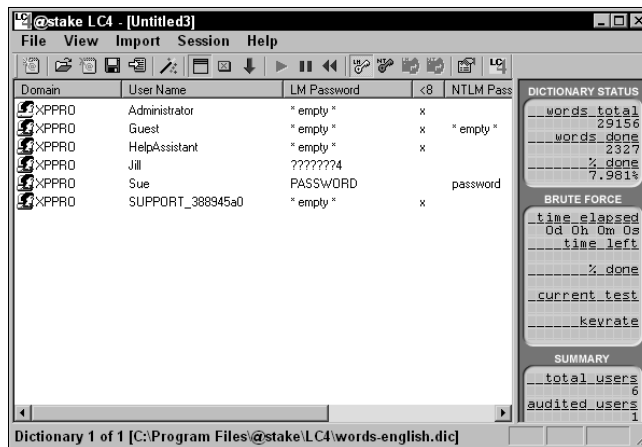 LC4 @stake LC4 - [Untitled3]
File View Import Session Help
Domain User Name LM Password <8 NTLM Pass
XPPRO Administrator * empty * x
XPPRO Guest * empty * x * empty *
XPPRO HelpAssistant * empty * x
XPPRO Jill ???????4
XPPRO Sue PASSWORD password
XPPRO SUPPORT_388945a0 * empty * x
DICTIONARY STATUS
words total
29156
words done
2327
% done
7.981%
BRUTE FORCE
time elapsed
0d 0h 0m 0s
time left
% done
current test
keyrate
SUMMARY
total users
6
audited users
1
Dictionary 1 of 1 [C:\Program Files\@stake\LC4\words-english.dic]